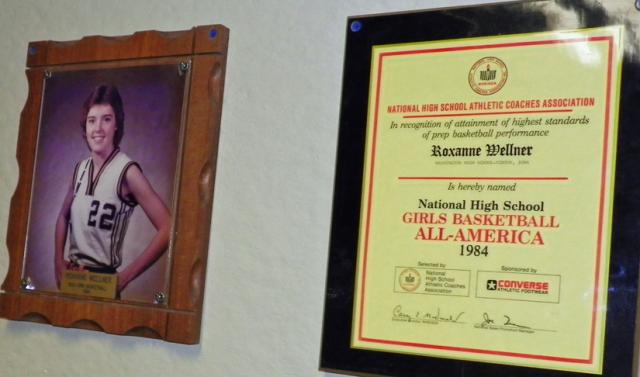 22
ROXANNE WELLNER
NATIONAL HIGH SCHOOL ATHLETIC COACHES ASSOCIATION
In recognition of attainment of highest standards
of prep basketball performance
Roxanne Wellner
Is hereby named
National High School
GIRLS BASKETBALL
ALL-AMERICA
1984
Selected by
National
High School
Athletic Coaches
Association
Sponsored by
CONVERSE
ATHLETIC FOOTWEAR